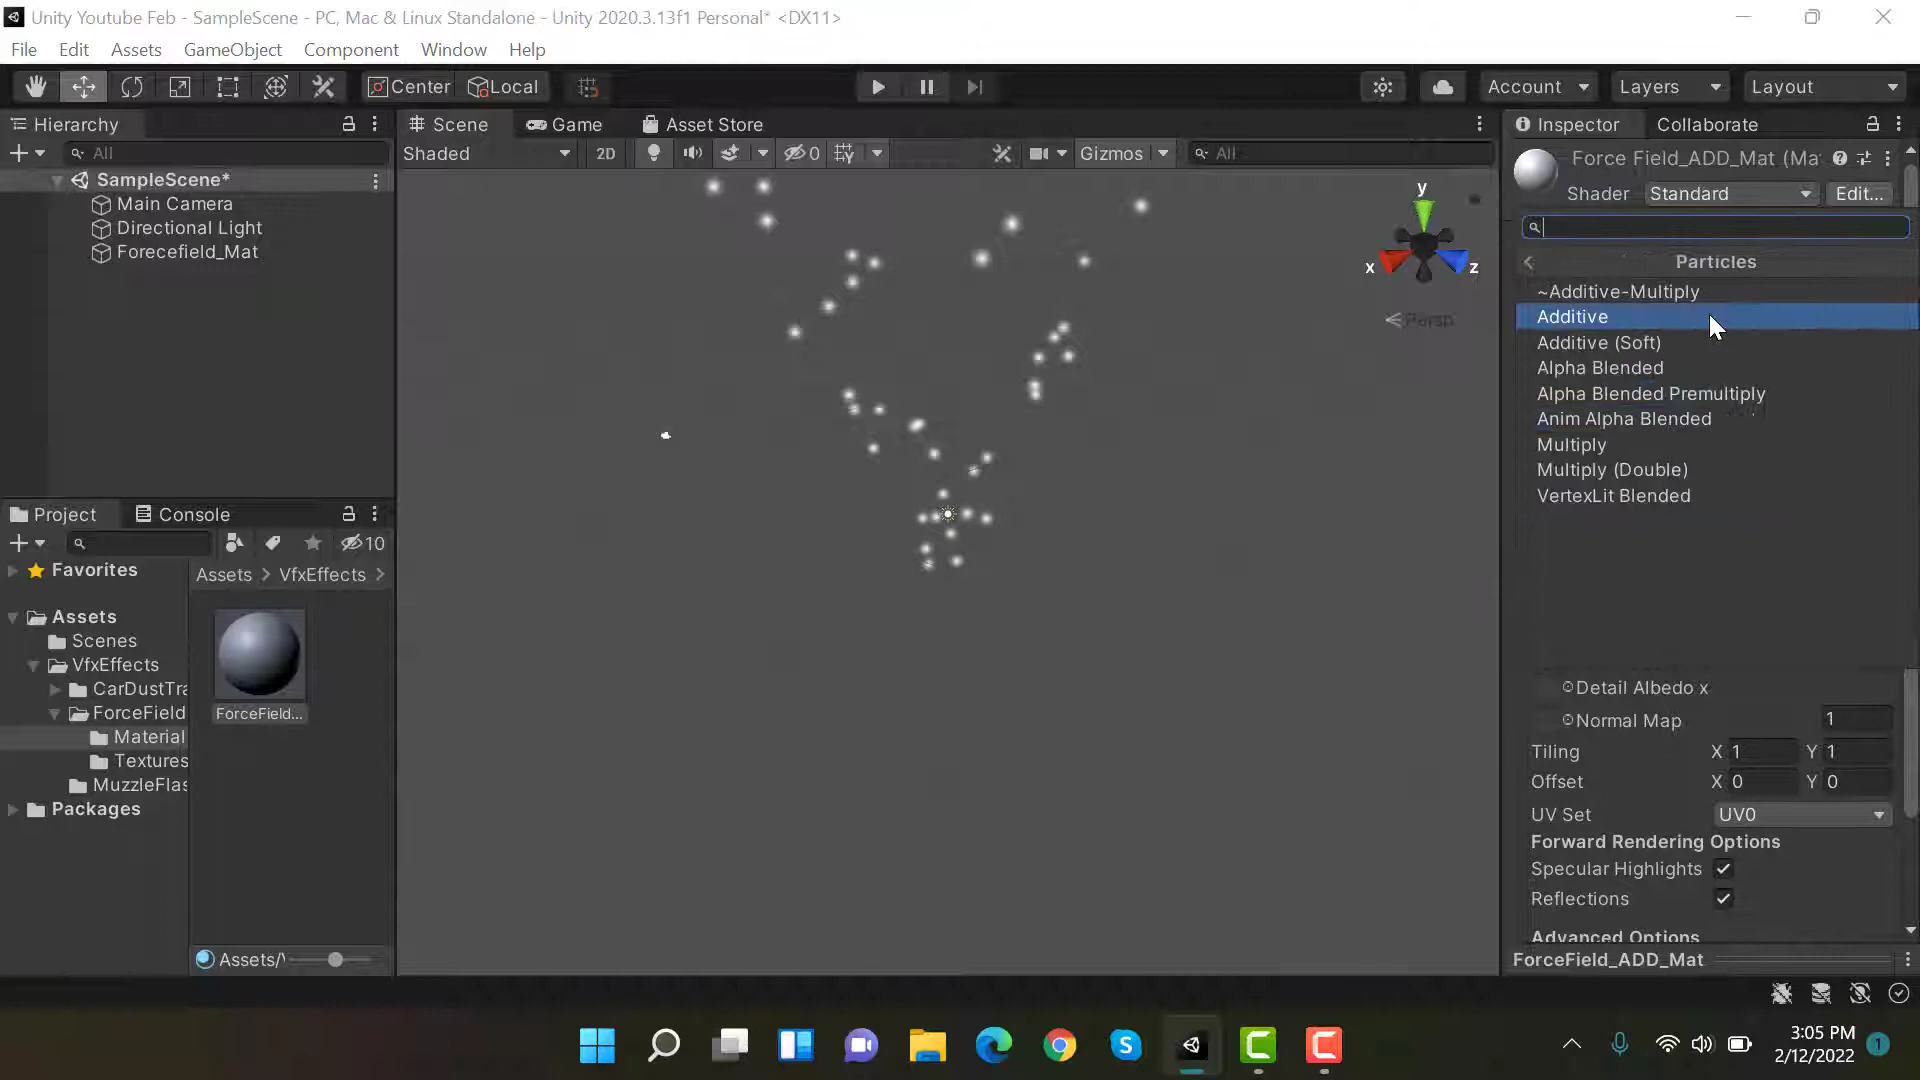 Unity Youtube Feb - SampleScene - PC, Mac & Linux Standalone - Unity 2020.3.13f1 Personal* <DX11>
File Edit Assets GameObject Component Window Help
Center Local Account Layers Layout
Hierarchy
All
SampleScene*
Main Camera
Directional Light
Forecefield_Mat
Scene Game Asset Store
Shaded 2D 0 Gizmos All
y
x
z
Persp
Inspector Collaborate
Force Field_ADD_Mat (Ma
Shader Standard Edit...
Particles
~Additive-Multiply
Additive
Additive (Soft)
Alpha Blended
Alpha Blended Premultiply
Anim Alpha Blended
Multiply
Multiply (Double)
VertexLit Blended
Detail Albedo x
Normal Map 1
Tiling X 1 Y 1
Offset X 0 Y 0
UV Set UV0
Forward Rendering Options
Specular Highlights
Reflections
Advanced Options
ForceField_ADD_Mat
Project Console
10
Favorites
Assets
Scenes
VfxEffects
CarDustTra
ForceField
Material
Textures
MuzzleFlas
Packages
Assets > VfxEffects >
ForceField...
Assets/V
3:05 PM
2/12/2022
1